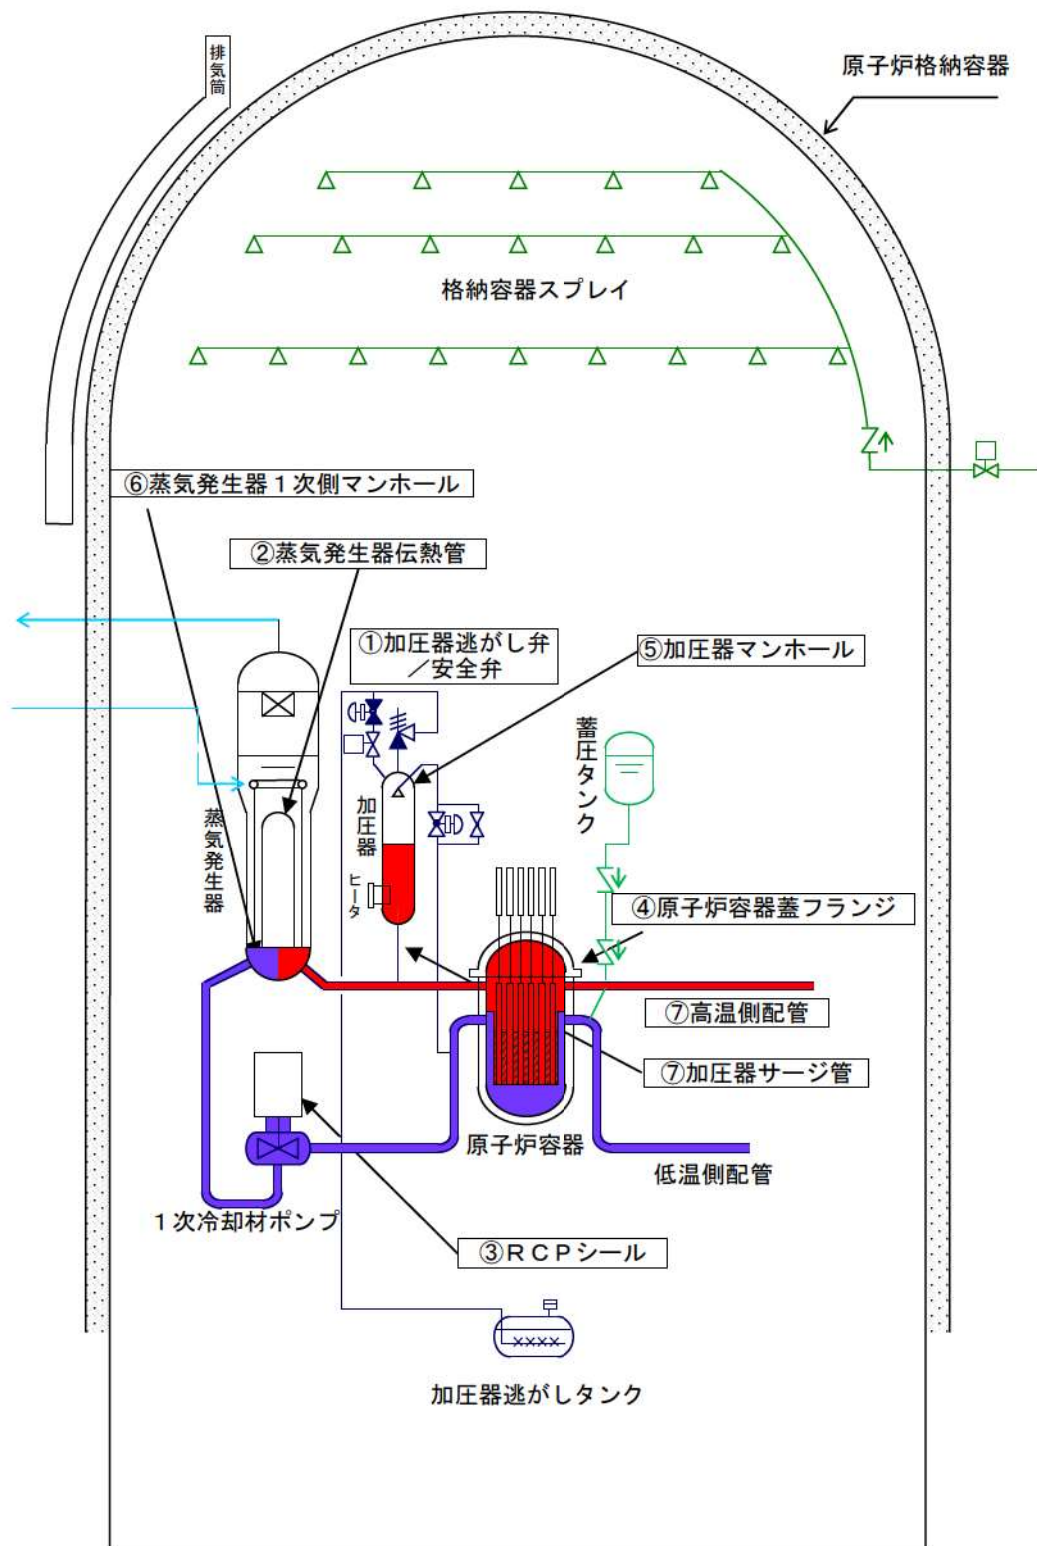 排気筒
原子炉格納容器
格納容器スプレイ
⑥蒸気発生器1次側マンホール
②蒸気発生器伝熱管
①加圧器逃がし弁
／安全弁
⑤加圧器マンホール
蓄圧タンク
加圧器
蒸気発生器
ヒータ
④原子炉容器蓋フランジ
⑦高温側配管
⑦加圧器サージ管
原子炉容器
低温側配管
1次冷却材ポンプ
③RCPシール
加圧器逃がしタンク